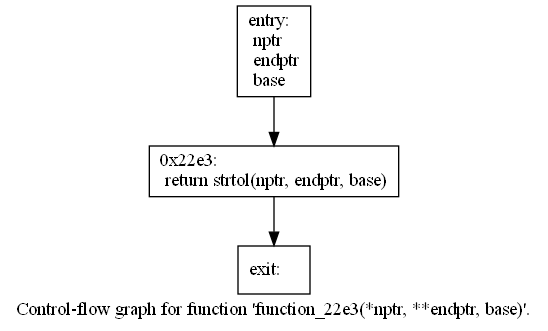 entry:
nptr
endptr
base
0x22e3:
return strtol(nptr, endptr, base)
exit:
Control-flow graph for function 'function_22e3(*nptr, **endptr, base)'.